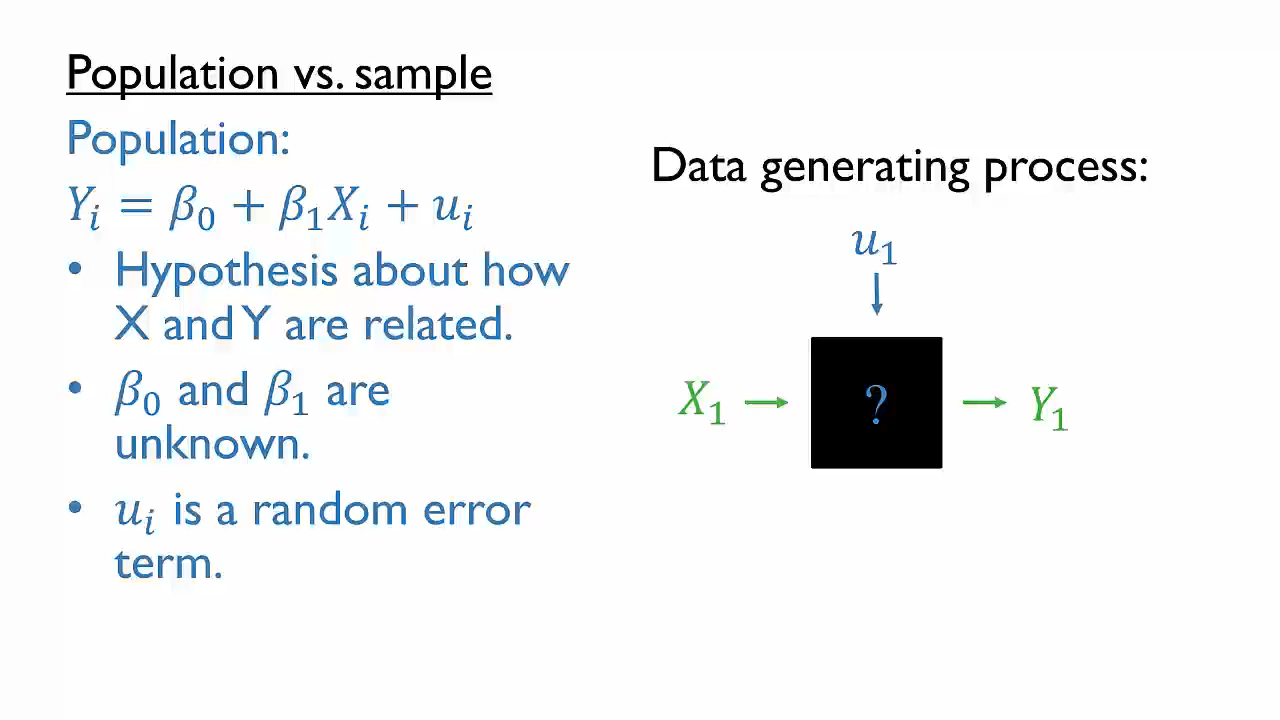 Population vs. sample
Population:
Yᵢ = β₀ + β₁Xᵢ + uᵢ
• Hypothesis about how
X and Y are related.
• β₀ and β₁ are
unknown.
• uᵢ is a random error
term.
Data generating process:
u₁
X₁ → ? → Y₁